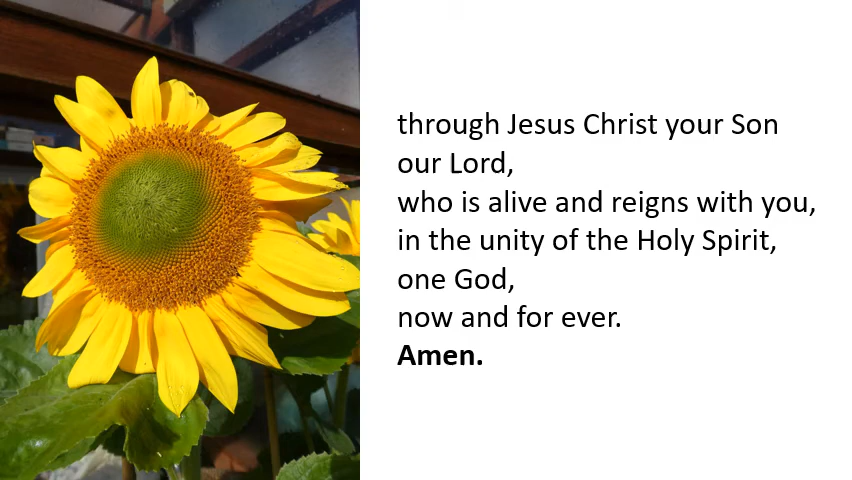 through Jesus Christ your Son
our Lord,
who is alive and reigns with you,
in the unity of the Holy Spirit,
one God,
now and for ever.
Amen.